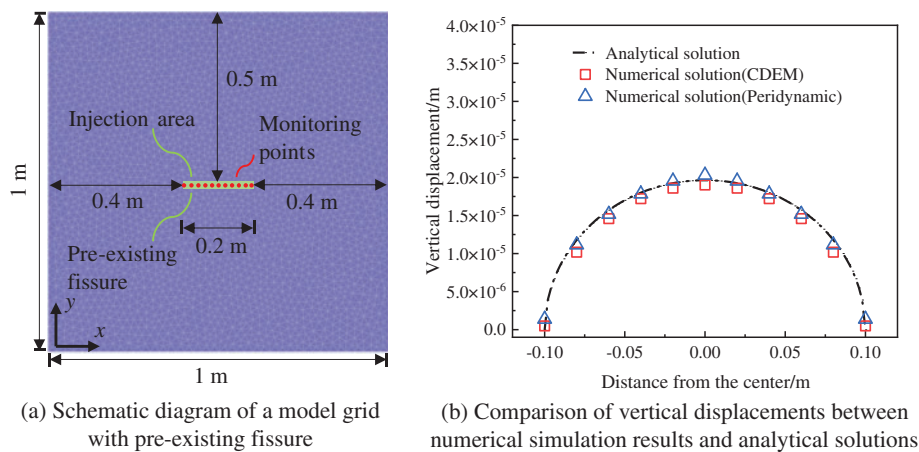 0.5 m
Injection area
Monitoring
points
1 m
0.4 m
0.4 m
0.2 m
Pre-existing
fissure
y
x
1 m
(a) Schematic diagram of a model grid
with pre-existing fissure
4.0×10-5
3.5×10-5
3.0×10-5
2.5×10-5
2.0×10-5
1.5×10-5
1.0×10-5
5.0×10-6
0.0
Vertical displacement/m
Analytical solution
Numerical solution(CDEM)
Numerical solution(Peridynamic)
-0.10
-0.05
0.00
0.05
0.10
Distance from the center/m
(b) Comparison of vertical displacements between
numerical simulation results and analytical solutions